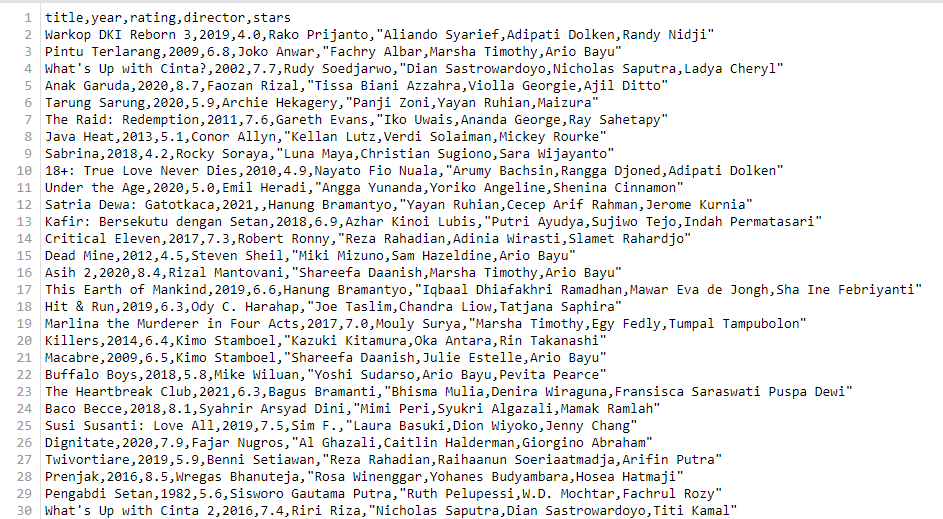 1 title,year,rating,director,stars
2 Warkop DKI Reborn 3,2019,4.0,Rako Prijanto,"Aliando Syarief,Adipati Dolken,Randy Nidji"
3 Pintu Terlarang,2009,6.8,Joko Anwar,"Fachry Albar,Marsha Timothy,Ario Bayu"
4 What's Up with Cinta?,2002,7.7,Rudy Soedjarwo,"Dian Sastrowardoyo,Nicholas Saputra,Ladya Cheryl"
5 Anak Garuda,2020,8.7,Faozan Rizal,"Tissa Biani Azzahra,Violla Georgie,Ajil Ditto"
6 Tarung Sarung,2020,5.9,Archie Hekagery,"Panji Zoni,Yayan Ruhian,Maizura"
7 The Raid: Redemption,2011,7.6,Gareth Evans,"Iko Uwais,Ananda George,Ray Sahetapy"
8 Java Heat,2013,5.1,Conor Allyn,"Kellan Lutz,Verdi Solaiman,Mickey Rourke"
9 Sabrina,2018,4.2,Rocky Soraya,"Luna Maya,Christian Sugiono,Sara Wijayanto"
10 18+: True Love Never Dies,2010,4.9,Nayato Fio Nuala,"Arumy Bachsin,Rangga Djoned,Adipati Dolken"
11 Under the Age,2020,5.0,Emil Heradi,"Angga Yunanda,Yoriko Angeline,Shenina Cinnamon"
12 Satria Dewa: Gatotkaca,2021,,Hanung Bramantyo,"Yayan Ruhian,Cecep Arif Rahman,Jerome Kurnia"
13 Kafir: Bersekutu dengan Setan,2018,6.9,Azhar Kinoi Lubis,"Putri Ayudya,Sujiwo Tejo,Indah Permatasari"
14 Critical Eleven,2017,7.3,Robert Ronny,"Reza Rahadian,Adinia Wirasti,Slamet Rahardjo"
15 Dead Mine,2012,4.5,Steven Sheil,"Miki Mizuno,Sam Hazeldine,Ario Bayu"
16 Asih 2,2020,8.4,Rizal Mantovani,"Shareefa Daanish,Marsha Timothy,Ario Bayu"
17 This Earth of Mankind,2019,6.6,Hanung Bramantyo,"Iqbaal Dhiafakhri Ramadhan,Mawar Eva de Jongh,Sha Ine Febriyanti"
18 Hit & Run,2019,6.3,Ody C. Harahap,"Joe Taslim,Chandra Liow,Tatjana Saphira"
19 Marlina the Murderer in Four Acts,2017,7.0,Mouly Surya,"Marsha Timothy,Egy Fedly,Tumpal Tampubolon"
20 Killers,2014,6.4,Kimo Stamboel,"Kazuki Kitamura,Oka Antara,Rin Takanashi"
21 Macabre,2009,6.5,Kimo Stamboel,"Shareefa Daanish,Julie Estelle,Ario Bayu"
22 Buffalo Boys,2018,5.8,Mike Wiluan,"Yoshi Sudarso,Ario Bayu,Pevita Pearce"
23 The Heartbreak Club,2021,6.3,Bagus Bramanti,"Bhisma Mulia,Denira Wiraguna,Fransisca Saraswati Puspa Dewi"
24 Baco Becce,2018,8.1,Syahrir Arsyad Dini,"Mimi Peri,Syukri Algazali,Mamak Ramlah"
25 Susi Susanti: Love All,2019,7.5,Sim F.,"Laura Basuki,Dion Wiyoko,Jenny Chang"
26 Dignitate,2020,7.9,Fajar Nugros,"Al Ghazali,Caitlin Halderman,Giorgino Abraham"
27 Twivortiare,2019,5.9,Benni Setiawan,"Reza Rahadian,Raihaanun Soeriaatmadja,Arifin Putra"
28 Prenjak,2016,8.5,Wregas Bhanuteja,"Rosa Winenggar,Yohanes Budyambara,Hosea Hatmaji"
29 Pengabdi Setan,1982,5.6,Sisworo Gautama Putra,"Ruth Pelupessi,W.D. Mochtar,Fachrul Rozy"
30 What's Up with Cinta 2,2016,7.4,Riri Riza,"Nicholas Saputra,Dian Sastrowardoyo,Titi Kamal"